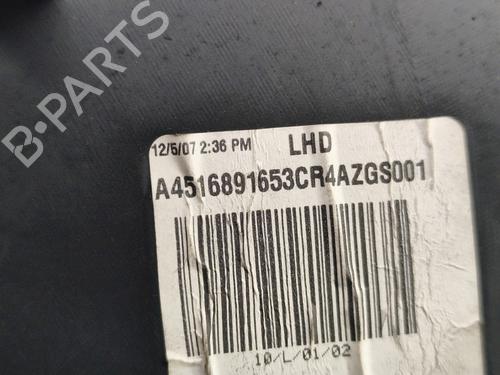 B-PARTS
12/5/07 2:36 PM LHD
A4516891653CR4AZGS001
10/L/01/02